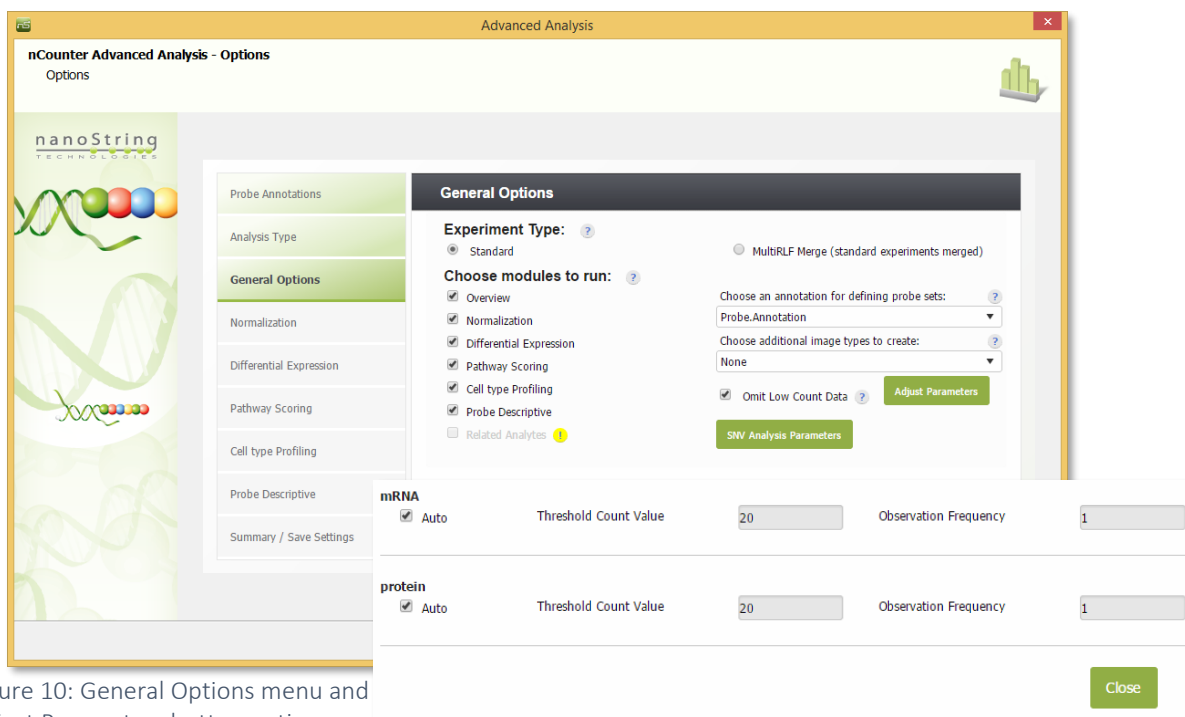 Advanced Analysis
nCounter Advanced Analysis - Options
Options
nanoString
TECHNOLOGIES
Probe Annotations
Analysis Type
General Options
Normalization
Differential Expression
Pathway Scoring
Cell type Profiling
Probe Descriptive
Summary / Save Settings
General Options
Experiment Type: ?
Standard
MultiRLF Merge (standard experiments merged)
Choose modules to run: ?
Overview
Normalization
Differential Expression
Pathway Scoring
Cell type Profiling
Probe Descriptive
Related Analytes !
Choose an annotation for defining probe sets: ?
Probe.Annotation
Choose additional image types to create: ?
None
Omit Low Count Data ? Adjust Parameters
SNV Analysis Parameters
mRNA
Auto Threshold Count Value 20 Observation Frequency 1
protein
Auto Threshold Count Value 20 Observation Frequency 1
Close
ure 10: General Options menu and